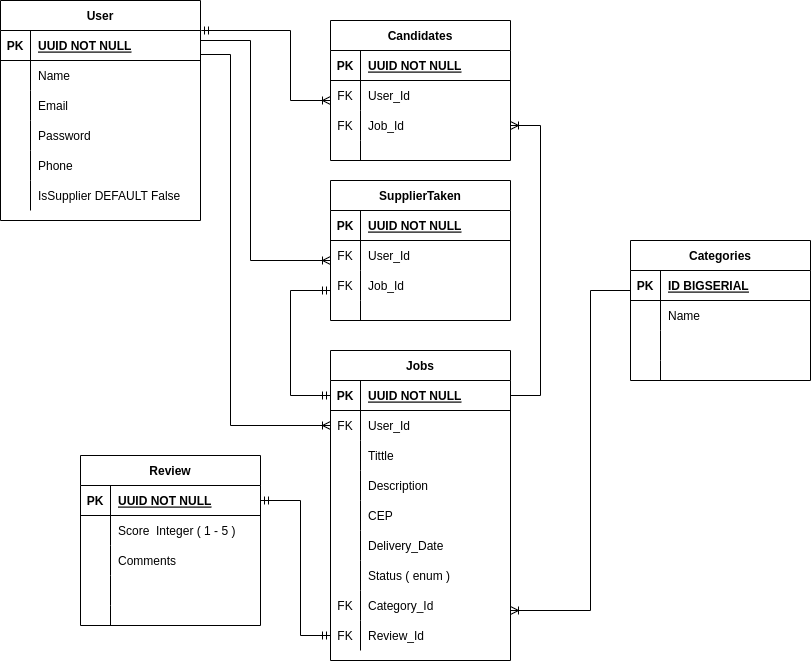 User
PK UUID NOT NULL
Name
Email
Password
Phone
IsSupplier DEFAULT False
Candidates
PK UUID NOT NULL
FK User_Id
FK Job_Id
SupplierTaken
PK UUID NOT NULL
FK User_Id
FK Job_Id
Categories
PK ID BIGSERIAL
Name
Jobs
PK UUID NOT NULL
FK User_Id
Tittle
Description
CEP
Delivery_Date
Status ( enum )
FK Category_Id
FK Review_Id
Review
PK UUID NOT NULL
Score Integer ( 1 - 5 )
Comments